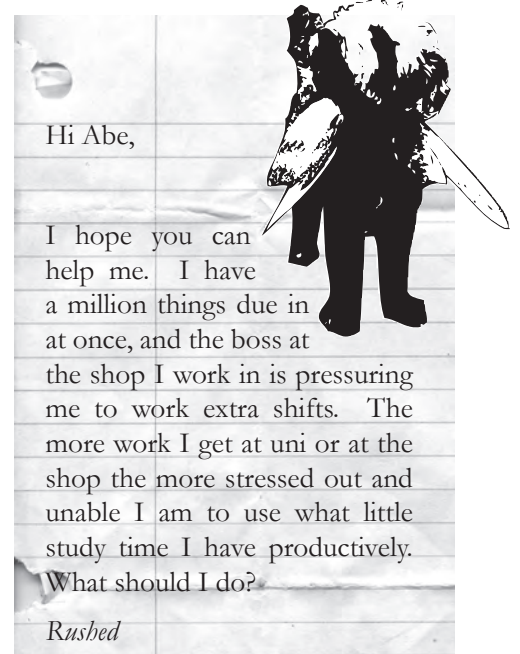 Hi Abe,
I hope you can
help me. I have
a million things due in
at once, and the boss at
the shop I work in is pressuring
me to work extra shifts. The
more work I get at uni or at the
shop the more stressed out and
unable I am to use what little
study time I have productively.
What should I do?
Rushed